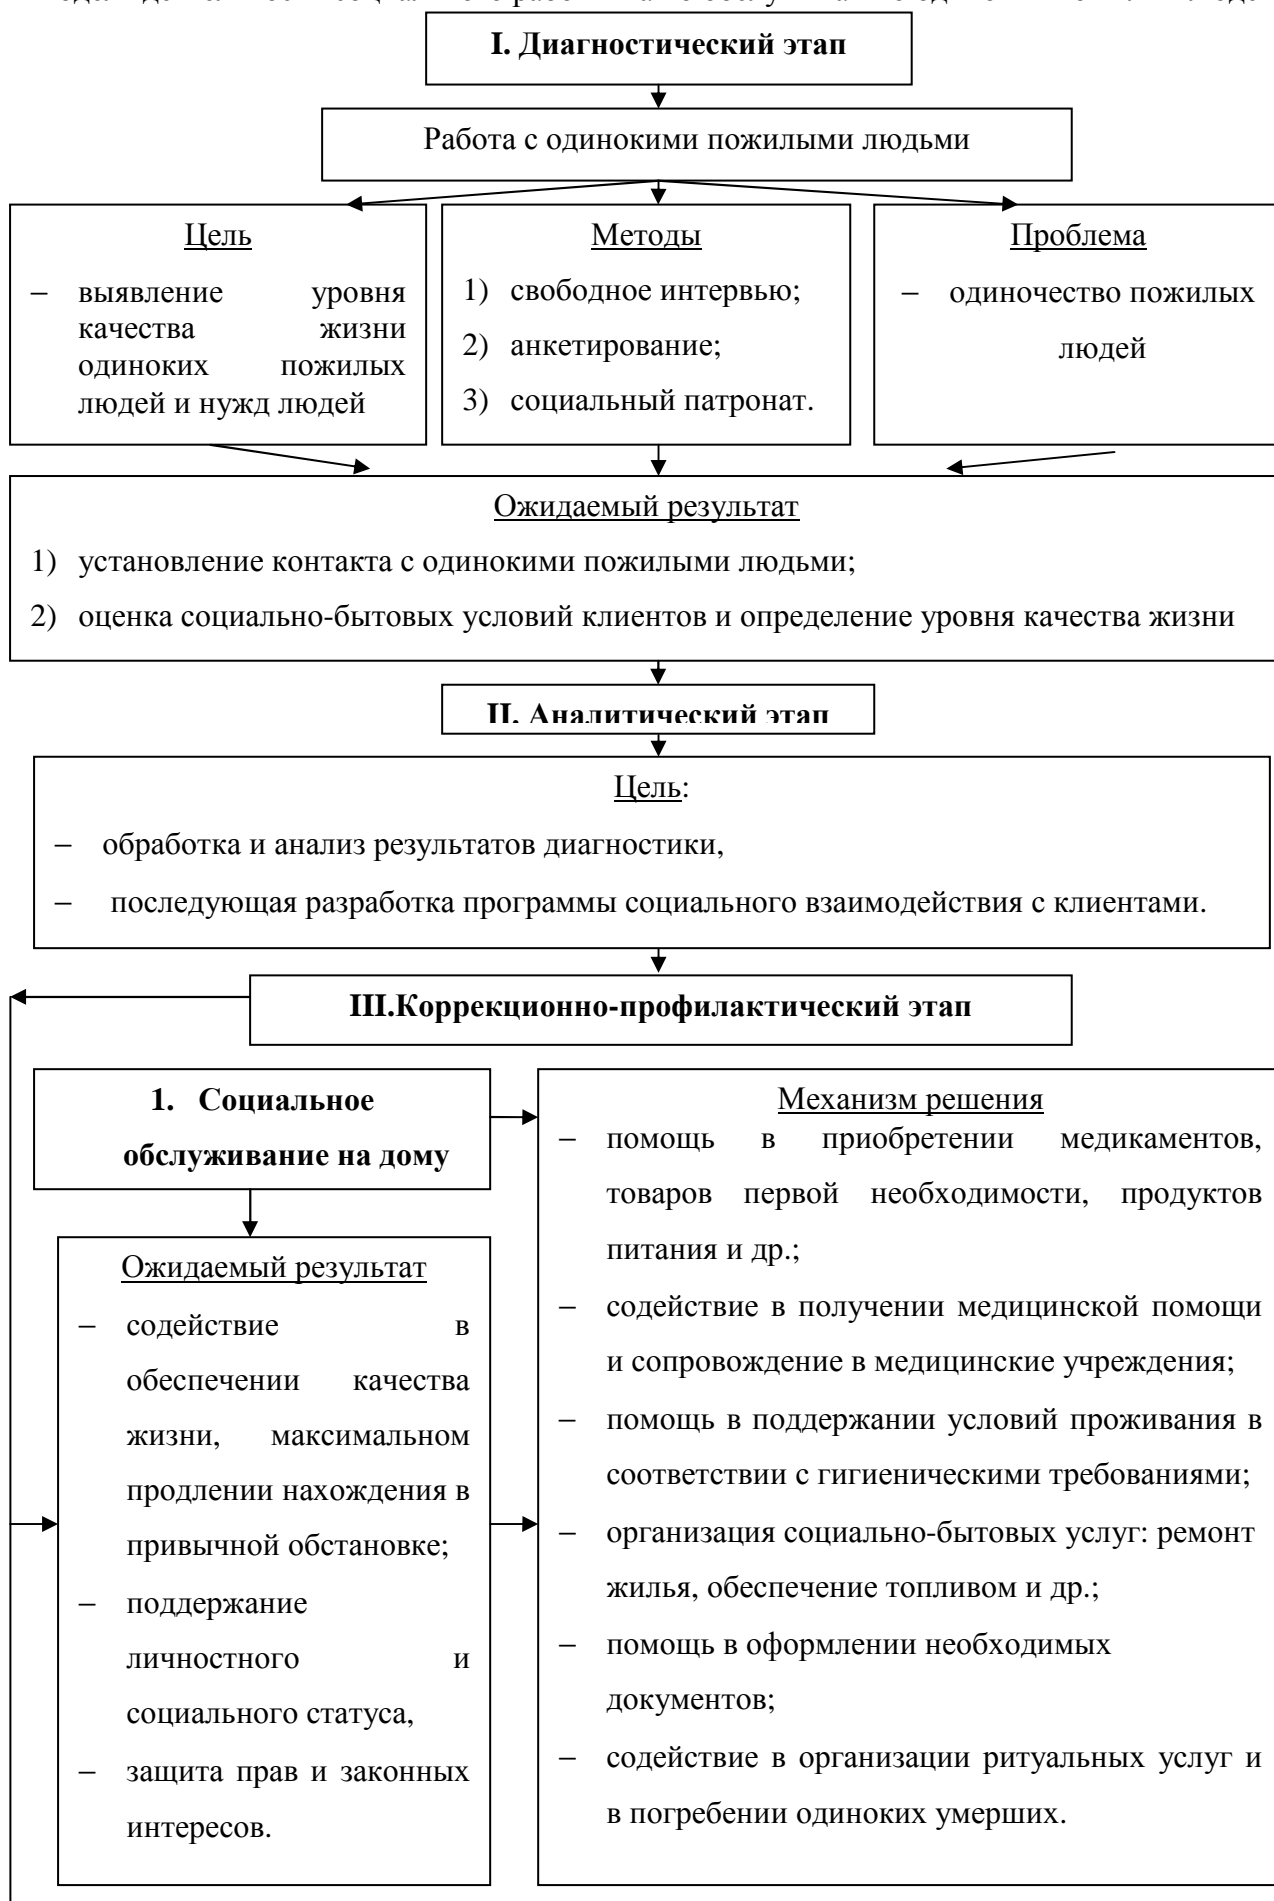 I. Диагностический этап
Работа с одинокими пожилыми людьми
Цель
– выявление уровня
качества жизни
одиноких пожилых
людей и нужд людей
Методы
1) свободное интервью;
2) анкетирование;
3) социальный патронат.
Проблема
– одиночество пожилых
людей
Ожидаемый результат
1) установление контакта с одинокими пожилыми людьми;
2) оценка социально-бытовых условий клиентов и определение уровня качества жизни
II. Аналитический этап
Цель:
– обработка и анализ результатов диагностики,
– последующая разработка программы социального взаимодействия с клиентами.
III.Коррекционно-профилактический этап
1. Социальное
обслуживание на дому
Ожидаемый результат
– содействие в
обеспечении качества
жизни, максимальном
продлении нахождения в
привычной обстановке;
– поддержание
личностного и
социального статуса,
– защита прав и законных
интересов.
Механизм решения
– помощь в приобретении медикаментов,
товаров первой необходимости, продуктов
питания и др.;
– содействие в получении медицинской помощи
и сопровождение в медицинские учреждения;
– помощь в поддержании условий проживания в
соответствии с гигиеническими требованиями;
– организация социально-бытовых услуг: ремонт
жилья, обеспечение топливом и др.;
– помощь в оформлении необходимых
документов;
– содействие в организации ритуальных услуг и
в погребении одиноких умерших.